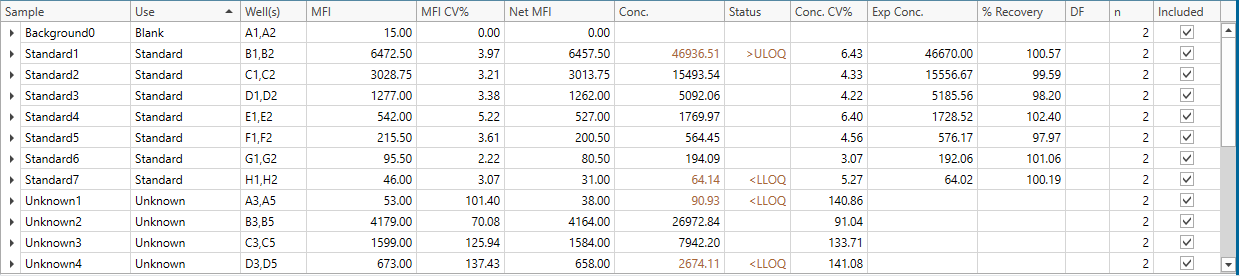 Sample Use Well(s) MFI MFI CV% Net MFI Conc. Status Conc. CV% Exp Conc. % Recovery DF n Included
Background0 Blank A1,A2 15.00 0.00 0.00 2
Standard1 Standard B1,B2 6472.50 3.97 6457.50 46936.51 >ULOQ 6.43 46670.00 100.57 2
Standard2 Standard C1,C2 3028.75 3.21 3013.75 15493.54 4.33 15556.67 99.59 2
Standard3 Standard D1,D2 1277.00 3.38 1262.00 5092.06 4.22 5185.56 98.20 2
Standard4 Standard E1,E2 542.00 5.22 527.00 1769.97 6.40 1728.52 102.40 2
Standard5 Standard F1,F2 215.50 3.61 200.50 564.45 4.56 576.17 97.97 2
Standard6 Standard G1,G2 95.50 2.22 80.50 194.09 3.07 192.06 101.06 2
Standard7 Standard H1,H2 46.00 3.07 31.00 64.14 <LLOQ 5.27 64.02 100.19 2
Unknown1 Unknown A3,A5 53.00 101.40 38.00 90.93 <LLOQ 140.86 2
Unknown2 Unknown B3,B5 4179.00 70.08 4164.00 26972.84 91.04 2
Unknown3 Unknown C3,C5 1599.00 125.94 1584.00 7942.20 133.71 2
Unknown4 Unknown D3,D5 673.00 137.43 658.00 2674.11 <LLOQ 141.08 2